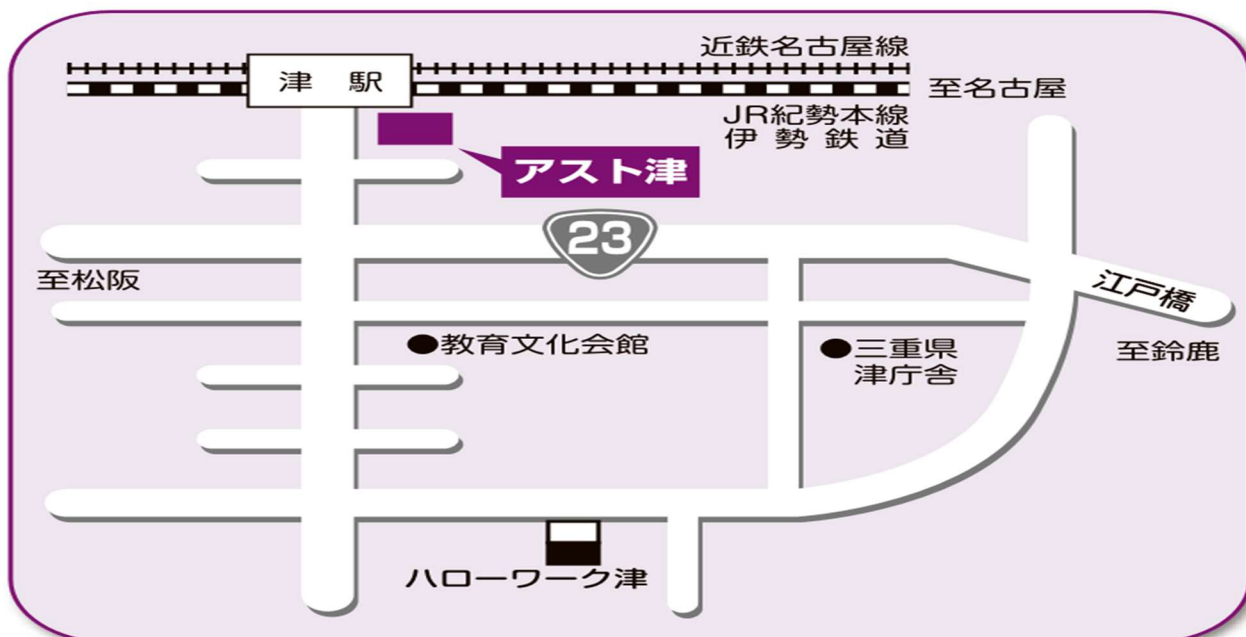 近鉄名古屋線
津 駅
至名古屋
JR紀勢本線
伊勢鉄道
アスト津
23
至松阪
江戸橋
教育文化会館
三重県
津庁舎
至鈴鹿
ハローワーク津